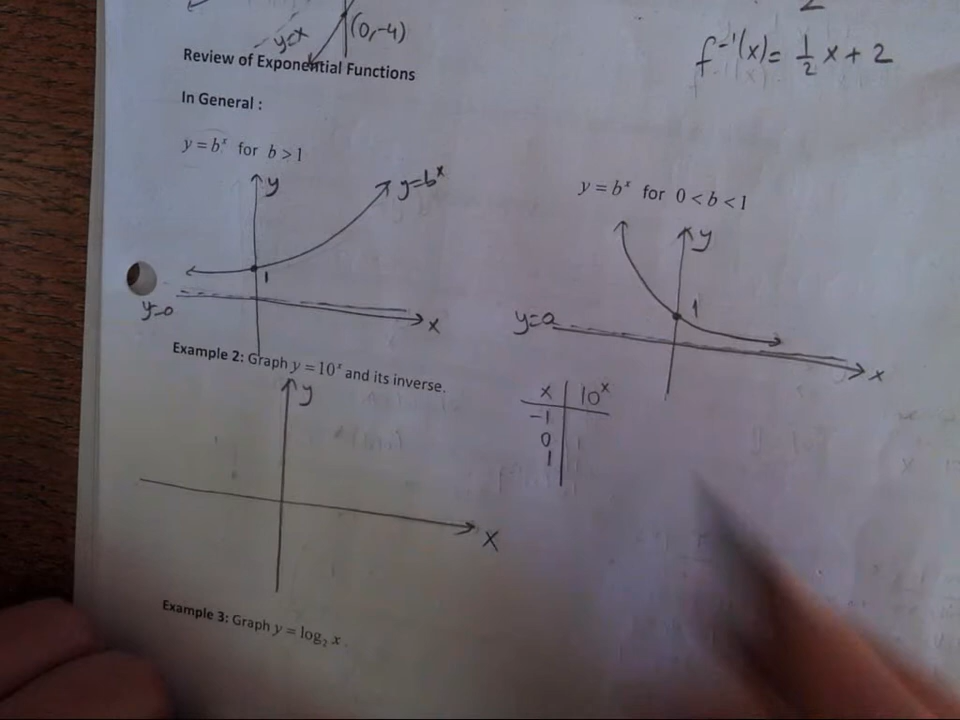 (0,-4)
y=x
f⁻¹(x)= 1/2 x + 2
Review of Exponential Functions
In General :
y = bˣ for b > 1
y
y=bˣ
1
y=0
x
y = bˣ for 0 < b < 1
y
1
y=0
x
Example 2: Graph y = 10ˣ and its inverse.
y
x
x 10ˣ
-1
0
1
Example 3: Graph y = log₂ x .